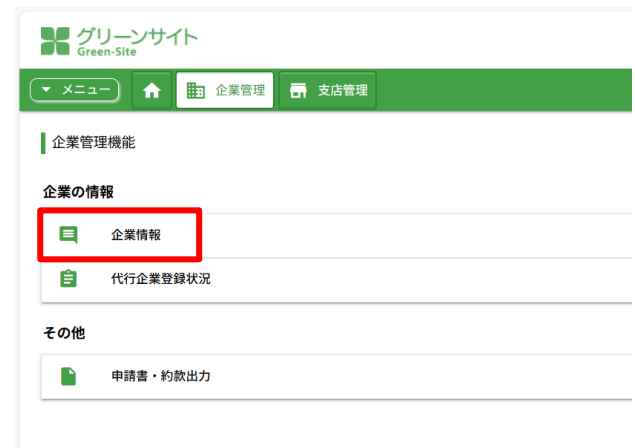 グリーンサイト
Green-Site
メニュー 企業管理 支店管理
企業管理機能
企業の情報
企業情報
代行企業登録状況
その他
申請書・約款出力